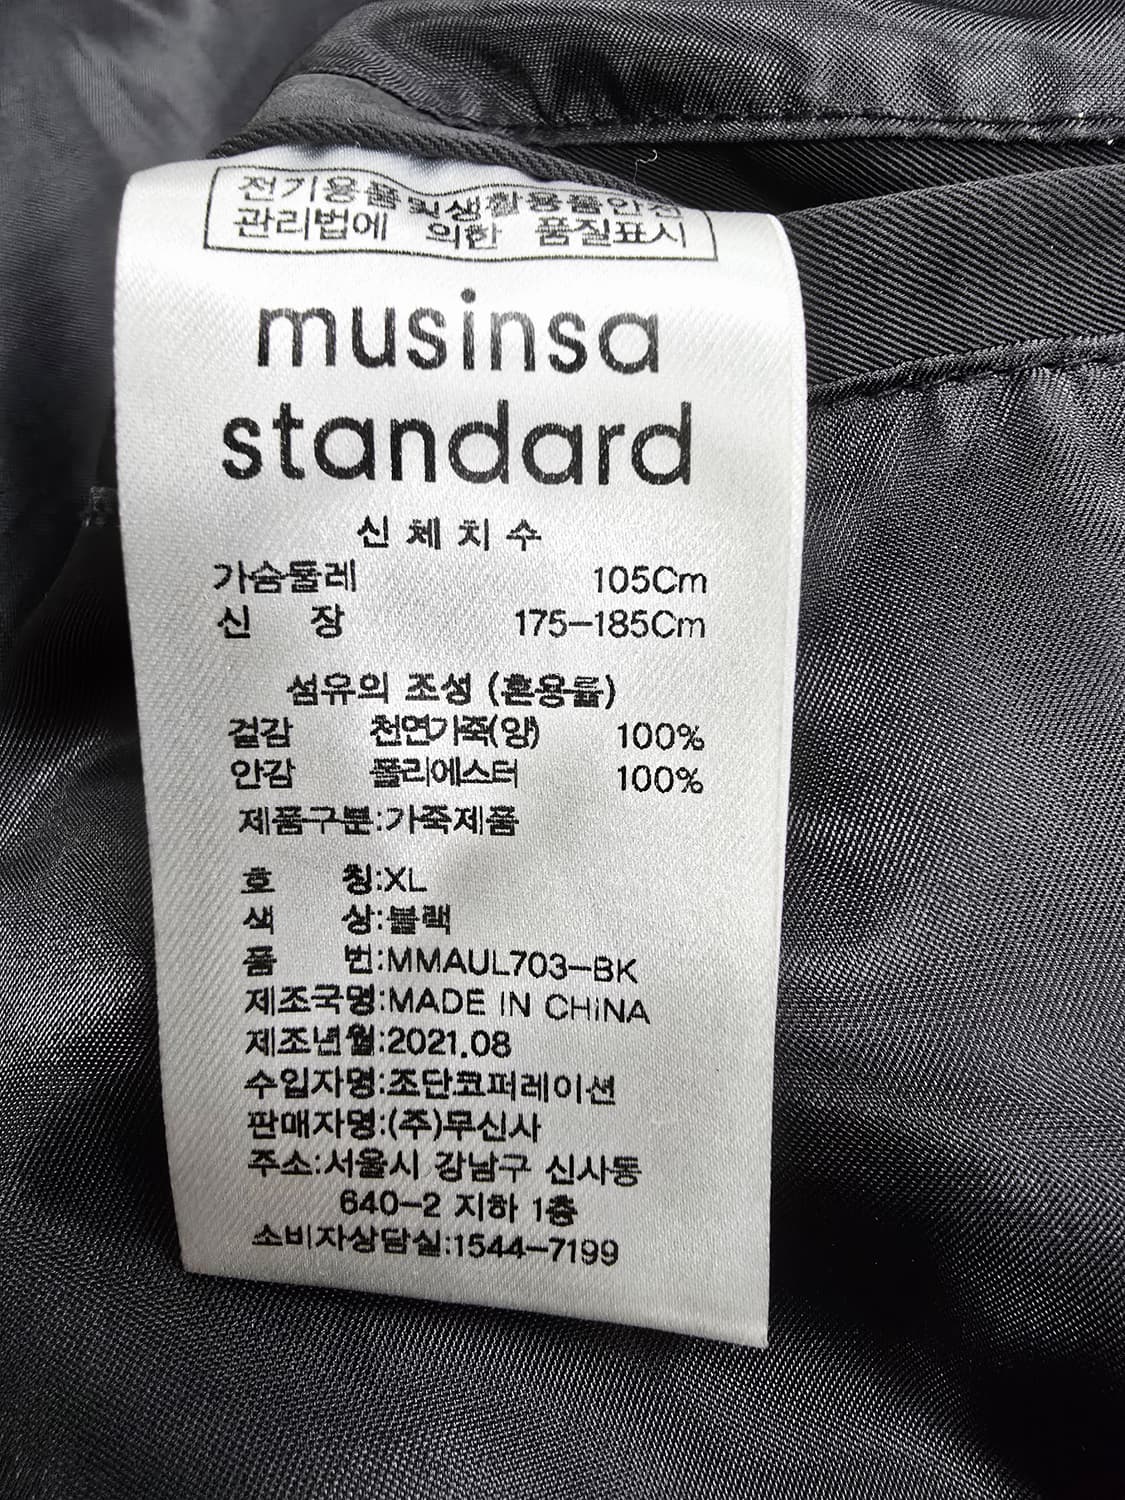 전기용품및생활용품안전
관리법에 의한 품질표시
musinsa
standard
신체치수
가슴둘레 105Cm
신 장 175-185Cm
섬유의 조성 (혼용률)
겉감 천연가죽(양) 100%
안감 폴리에스터 100%
제품구분:가죽제품
호 칭:XL
색 상:블랙
품 번:MMAUL703-BK
제조국명:MADE IN CHiNA
제조년월:2021.08
수입자명:조단코퍼레이션
판매자명:(주)무신사
주소:서울시 강남구 신사동
640-2 지하 1층
소비자상담실:1544-7199